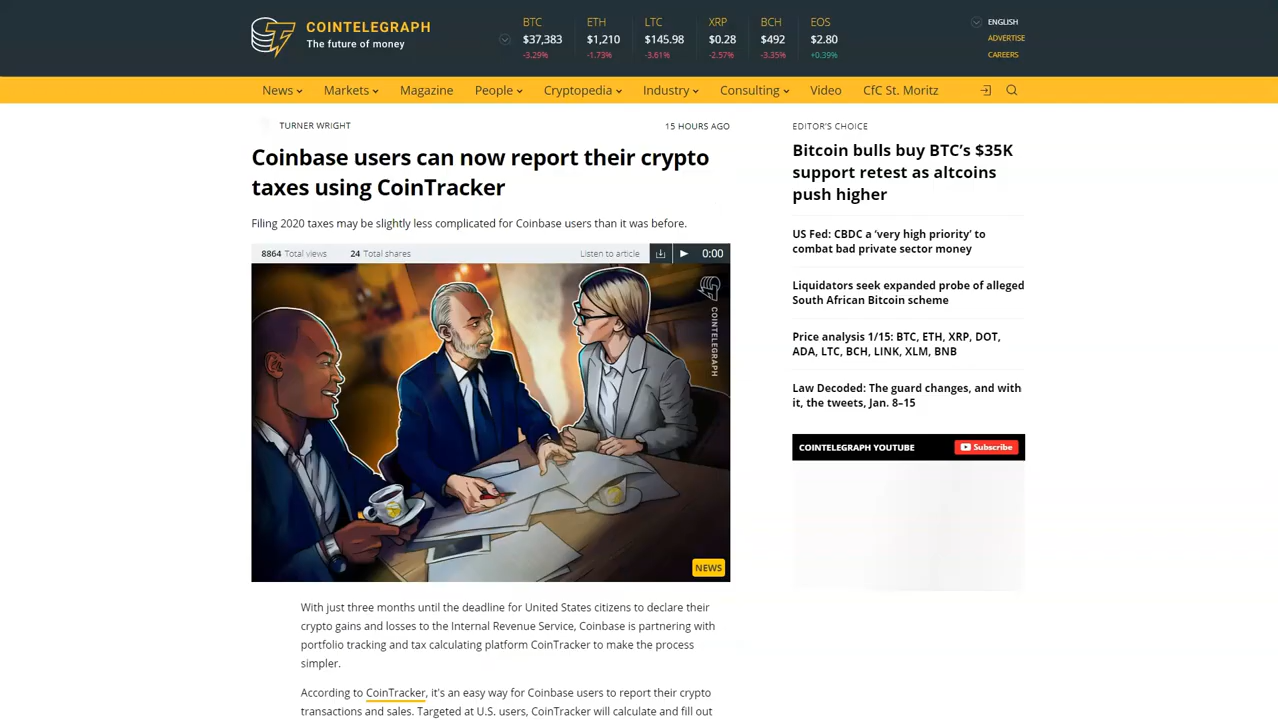 COINTELEGRAPH
The future of money
BTC ETH LTC XRP BCH EOS
$37,383 $1,210 $145.98 $0.28 $492 $2.80
-3.29% -1.73% -3.61% -2.57% -3.35% +0.39%
ENGLISH
ADVERTISE
CAREERS
News Markets Magazine People Cryptopedia Industry Consulting Video CfC St. Moritz
TURNER WRIGHT 15 HOURS AGO
Coinbase users can now report their crypto
taxes using CoinTracker
Filing 2020 taxes may be slightly less complicated for Coinbase users than it was before.
8864 Total views 24 Total shares Listen to article 0:00
COINTELEGRAPH
NEWS
With just three months until the deadline for United States citizens to declare their
crypto gains and losses to the Internal Revenue Service, Coinbase is partnering with
portfolio tracking and tax calculating platform CoinTracker to make the process
simpler.
According to CoinTracker, it's an easy way for Coinbase users to report their crypto
transactions and sales. Targeted at U.S. users, CoinTracker will calculate and fill out
EDITOR'S CHOICE
Bitcoin bulls buy BTC’s $35K
support retest as altcoins
push higher
US Fed: CBDC a ‘very high priority’ to
combat bad private sector money
Liquidators seek expanded probe of alleged
South African Bitcoin scheme
Price analysis 1/15: BTC, ETH, XRP, DOT,
ADA, LTC, BCH, LINK, XLM, BNB
Law Decoded: The guard changes, and with
it, the tweets, Jan. 8–15
COINTELEGRAPH YOUTUBE Subscribe